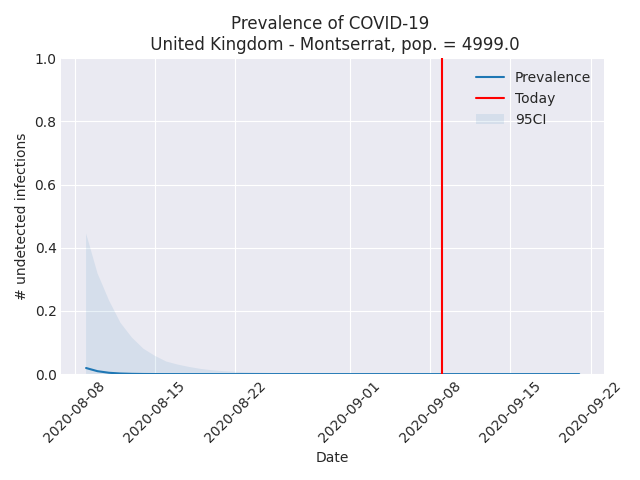 Prevalence of COVID-19
United Kingdom - Montserrat, pop. = 4999.0
1.0
0.8
0.6
0.4
0.2
0.0
# undetected infections
Prevalence
Today
95CI
2020-08-08
2020-08-15
2020-08-22
2020-09-01
2020-09-08
2020-09-15
2020-09-22
Date